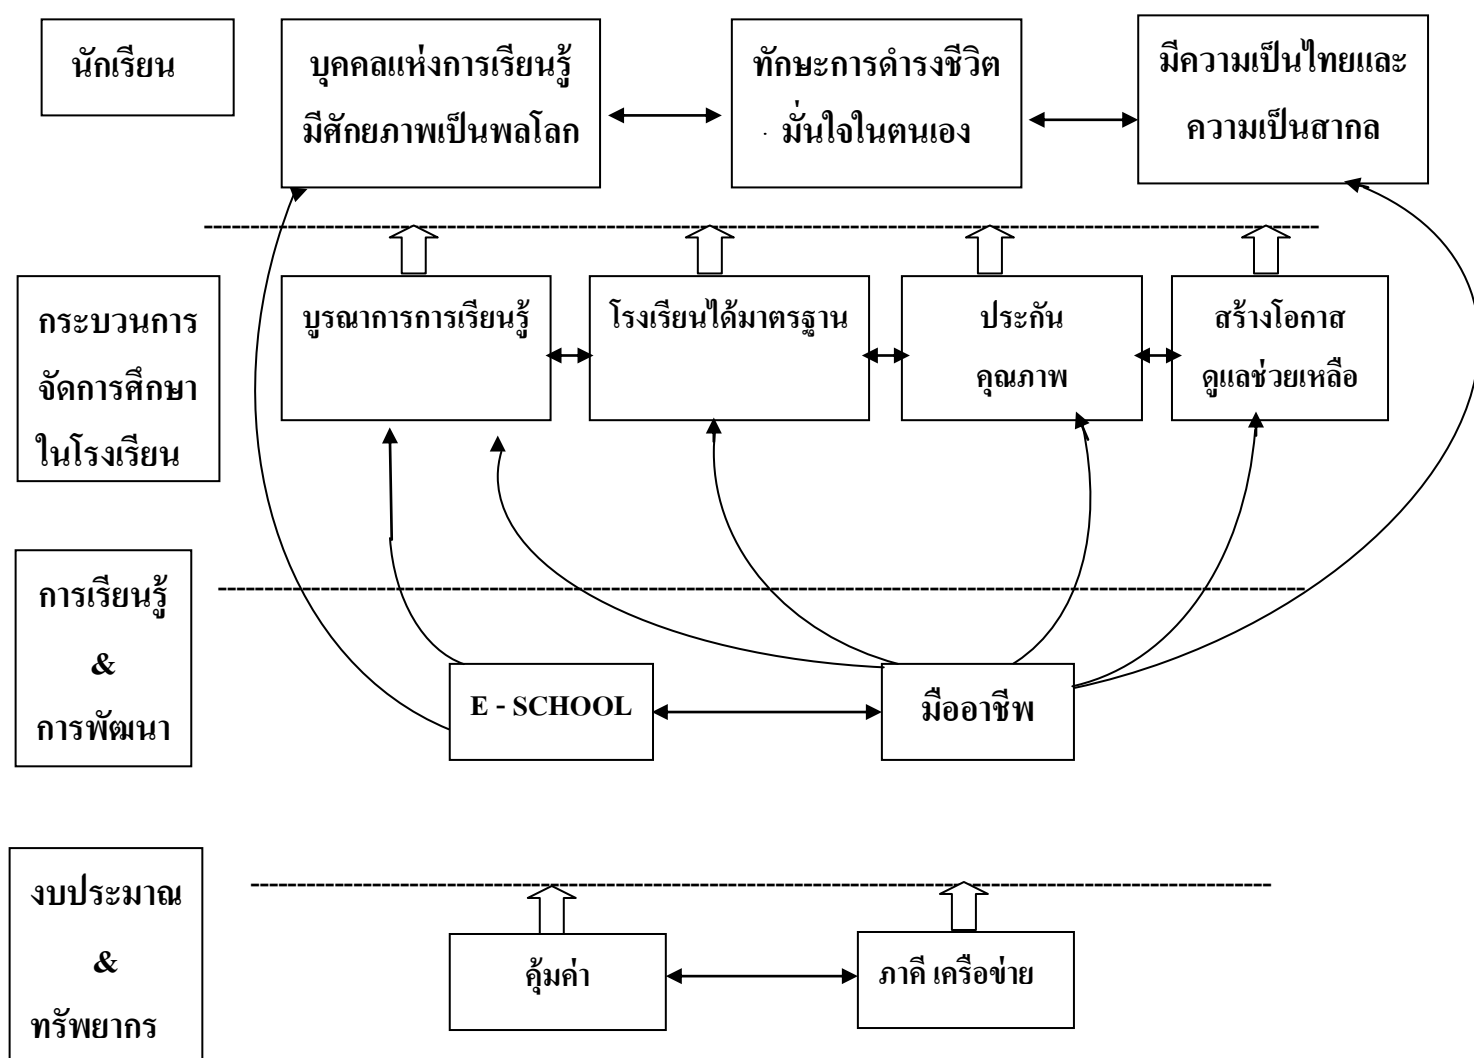 นักเรียน
บุคคลแห่งการเรียนรู้
มีศักยภาพเป็นพลโลก
ทักษะการดำรงชีวิต
มั่นใจในตนเอง
มีความเป็นไทยและ
ความเป็นสากล
กระบวนการ
จัดการศึกษา
ในโรงเรียน
บูรณาการการเรียนรู้
โรงเรียนได้มาตรฐาน
ประกัน
คุณภาพ
สร้างโอกาส
ดูแลช่วยเหลือ
การเรียนรู้
&
การพัฒนา
E - SCHOOL
มืออาชีพ
งบประมาณ
&
ทรัพยากร
คุ้มค่า
ภาคี เครือข่าย